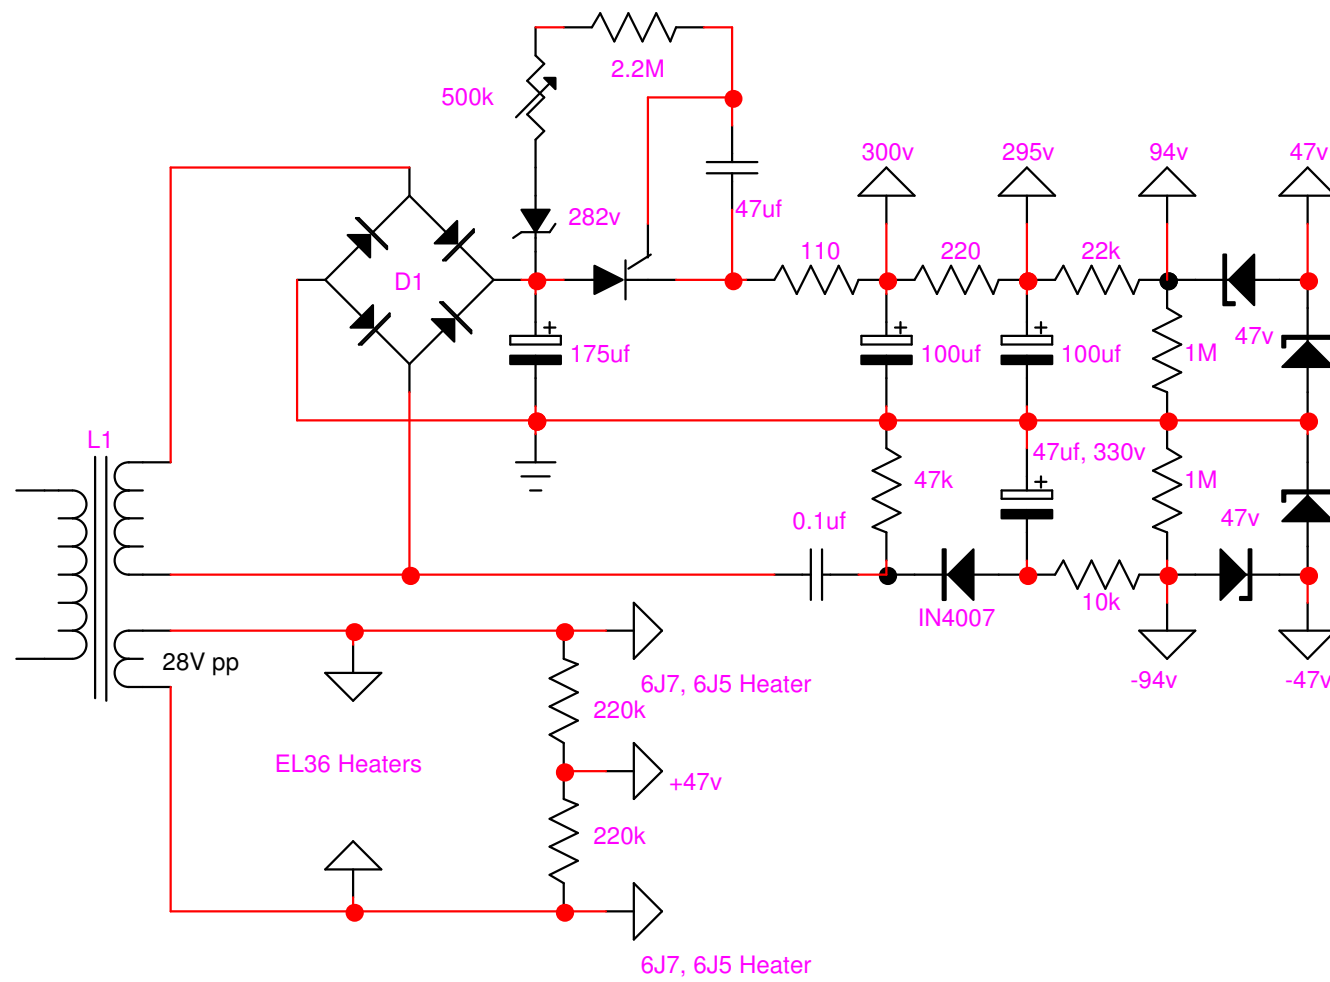 2.2M
500k
300v
295v
94v
47v
282v
47uf
110
220
22k
D1
+
+
+
175uf
100uf
100uf
1M
47v
L1
47uf, 330v
+
47k
1M
0.1uf
47v
IN4007
10k
28V pp
6J7, 6J5 Heater
-94v
-47v
220k
EL36 Heaters
+47v
220k
6J7, 6J5 Heater